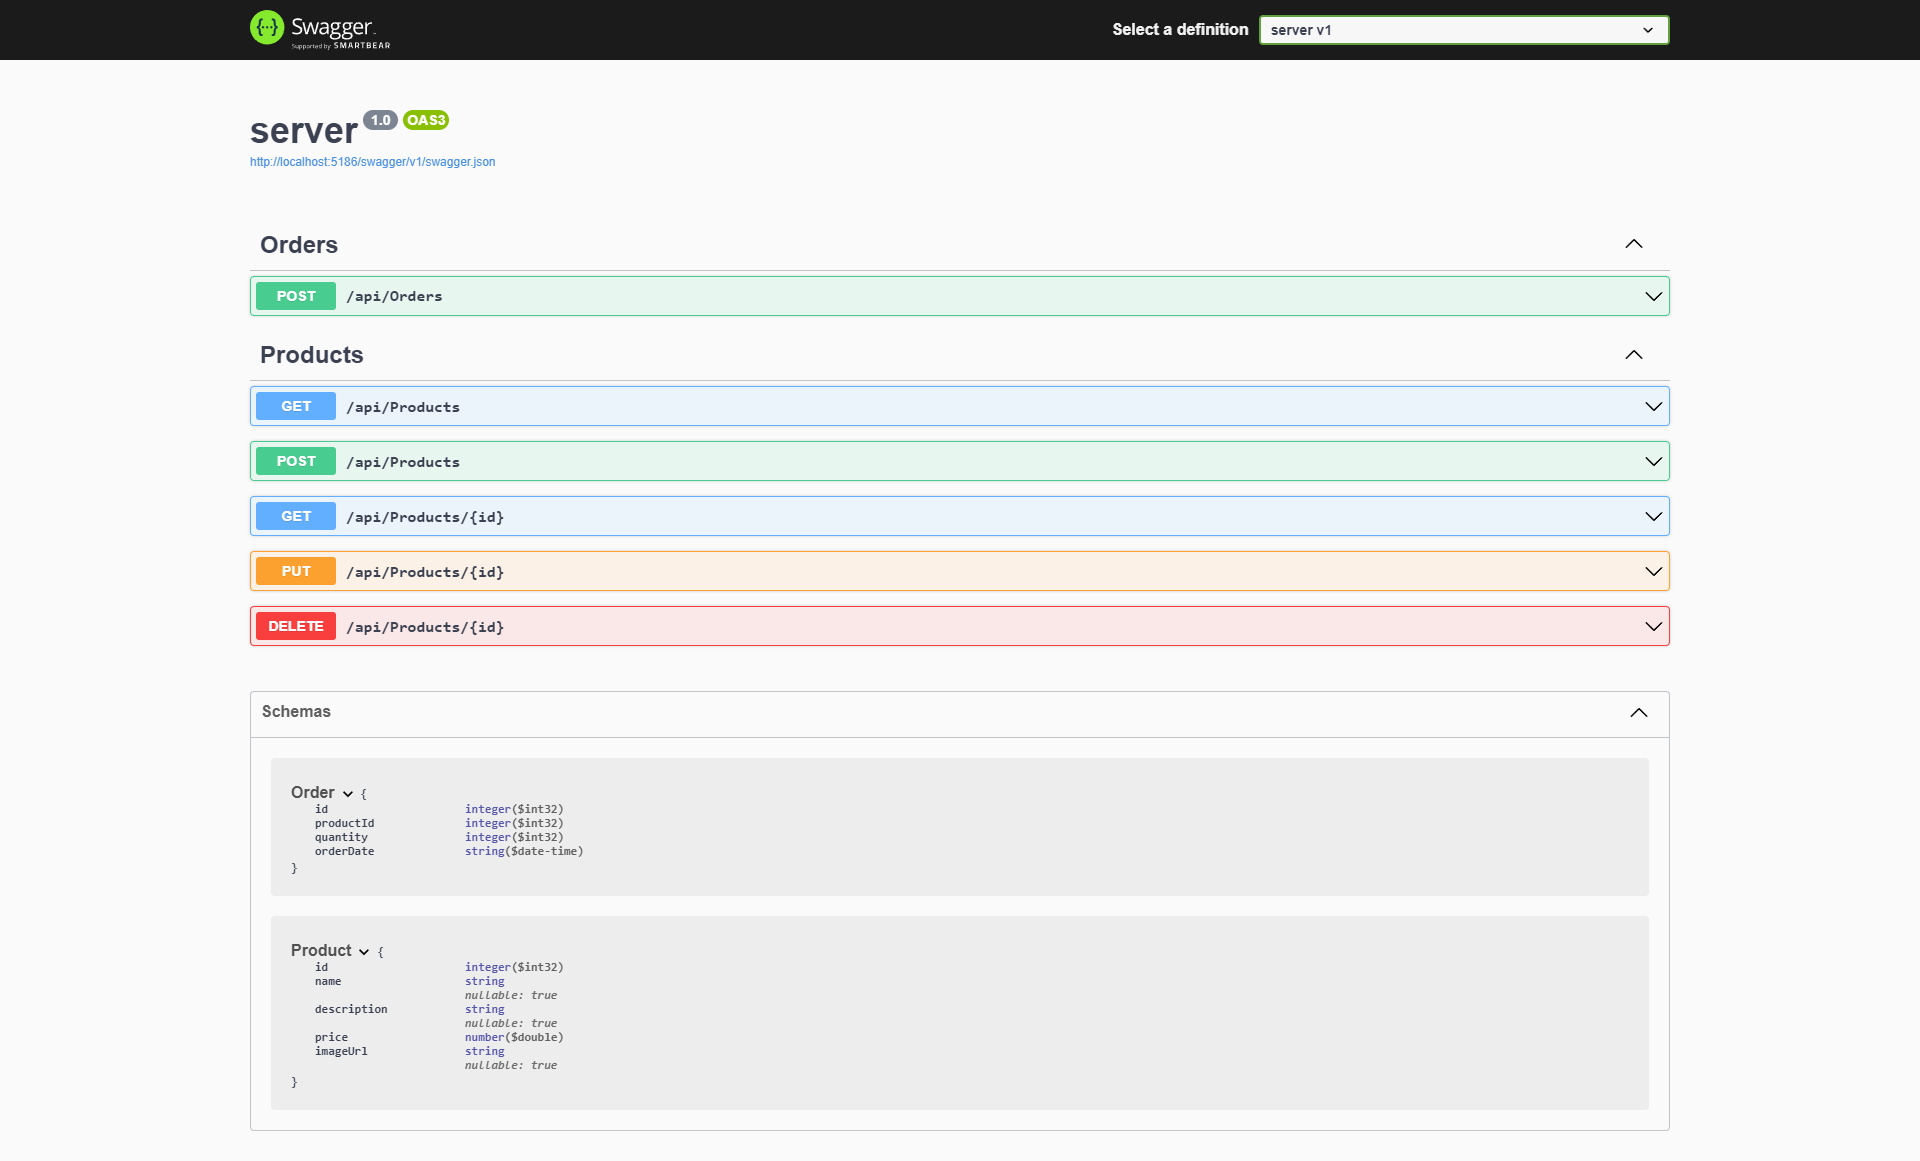 Swagger
Supported by SMARTBEAR
Select a definition
server v1
server 1.0 OAS3
http://localhost:5186/swagger/v1/swagger.json
Orders
POST /api/Orders
Products
GET /api/Products
POST /api/Products
GET /api/Products/{id}
PUT /api/Products/{id}
DELETE /api/Products/{id}
Schemas
Order {
id integer($int32)
productId integer($int32)
quantity integer($int32)
orderDate string($date-time)
}
Product {
id integer($int32)
name string
nullable: true
description string
nullable: true
price number($double)
imageUrl string
nullable: true
}